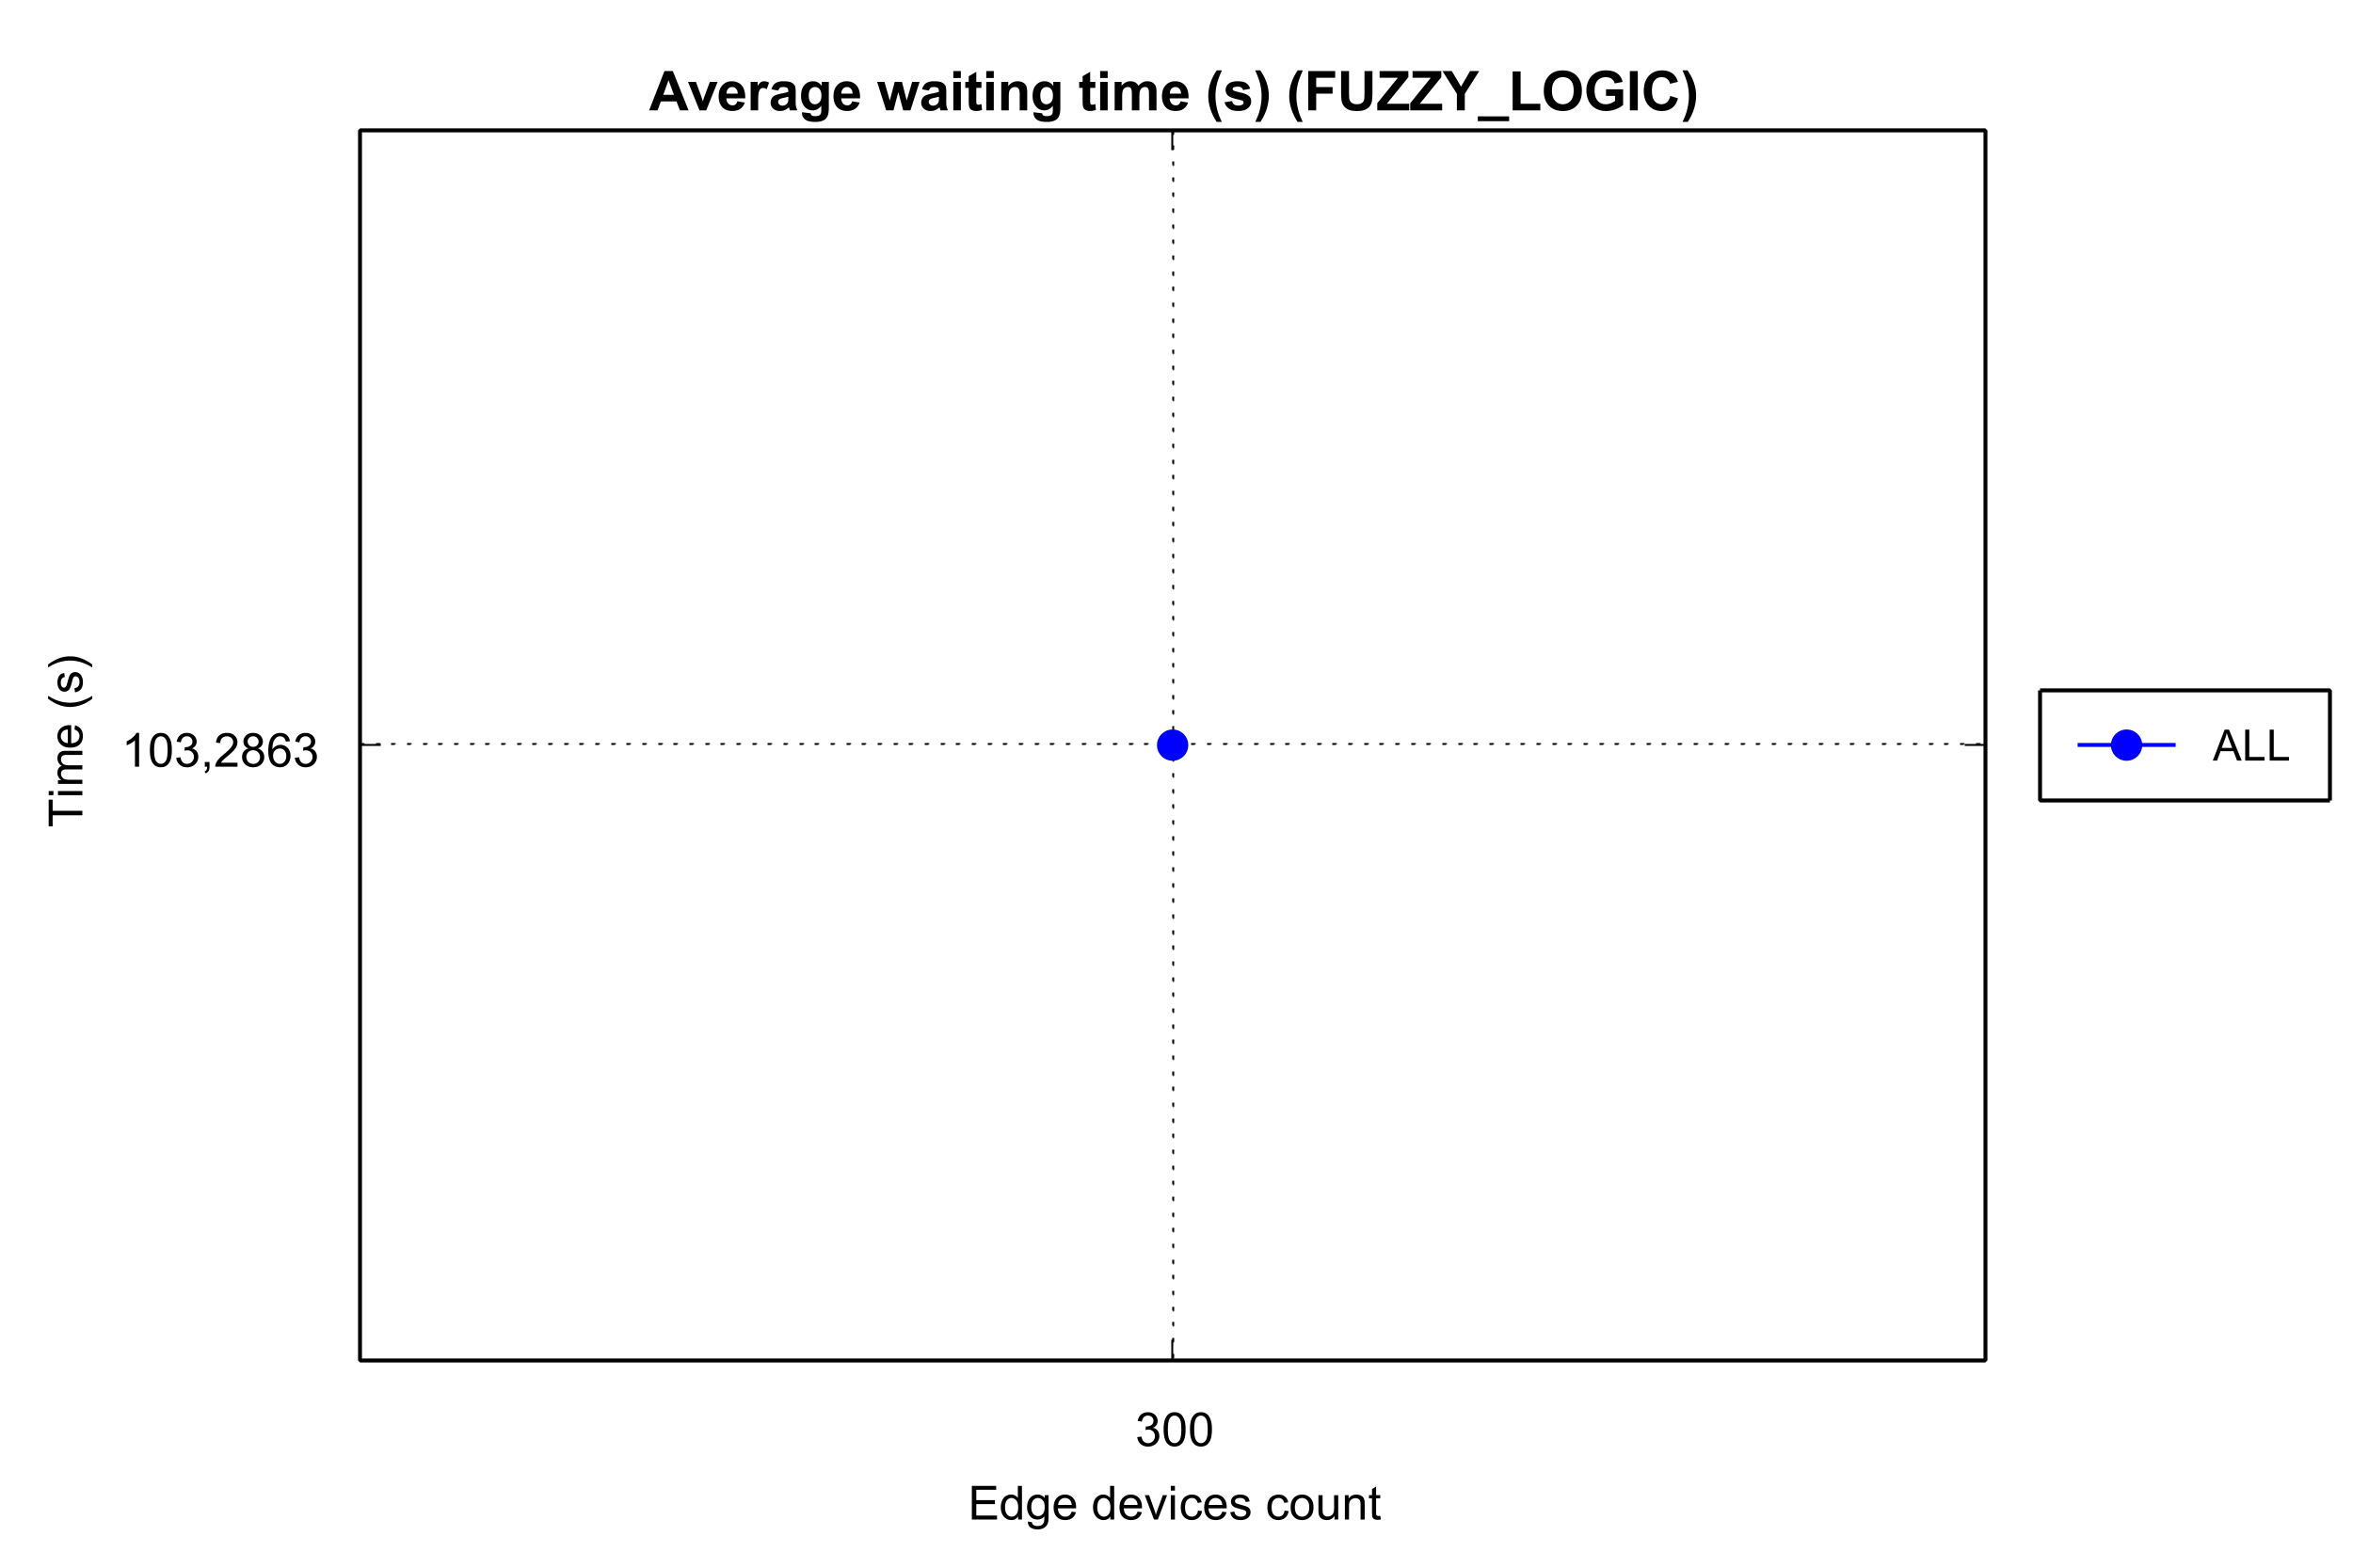 Average waiting time (s) (FUZZY_LOGIC)
Time (s)
103,2863
ALL
300
Edge devices count